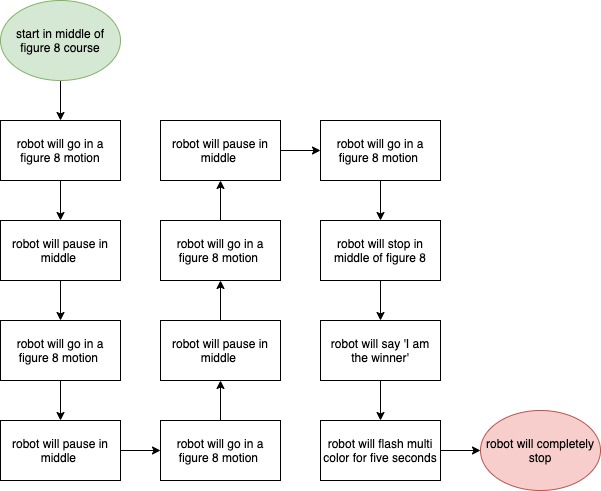 start in middle of
figure 8 course
robot will go in a
figure 8 motion
robot will pause in
middle
robot will go in a
figure 8 motion
robot will pause in
middle
robot will go in a
figure 8 motion
robot will pause in
middle
robot will go in a
figure 8 motion
robot will pause in
middle
robot will go in a
figure 8 motion
robot will stop in
middle of figure 8
robot will say 'I am
the winner'
robot will flash multi
color for five seconds
robot will completely
stop